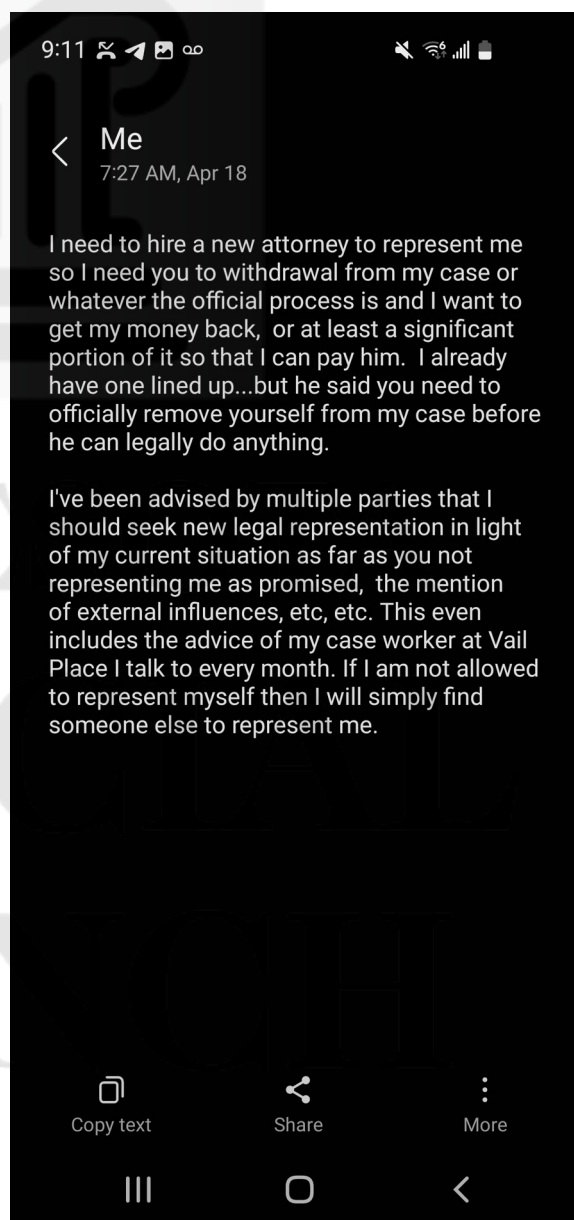 9:11
Me
7:27 AM, Apr 18
I need to hire a new attorney to represent me
so I need you to withdrawal from my case or
whatever the official process is and I want to
get my money back,  or at least a significant
portion of it so that I can pay him.  I already
have one lined up...but he said you need to
officially remove yourself from my case before
he can legally do anything.
I've been advised by multiple parties that I
should seek new legal representation in light
of my current situation as far as you not
representing me as promised,  the mention
of external influences, etc, etc. This even
includes the advice of my case worker at Vail
Place I talk to every month. If I am not allowed
to represent myself then I will simply find
someone else to represent me.
Copy text
Share
More